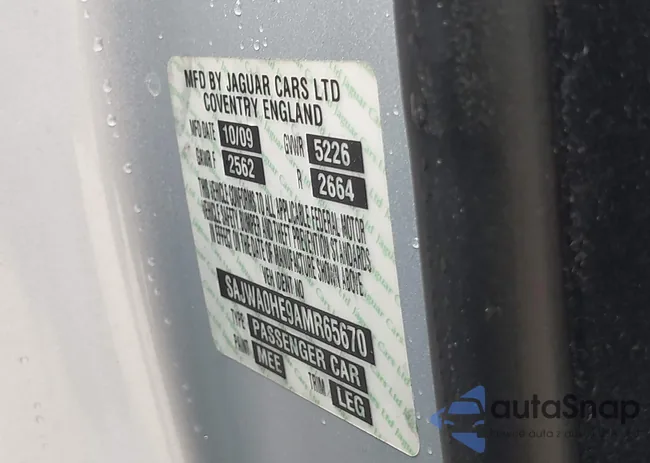 MFD BY JAGUAR CARS LTD
COVENTRY ENGLAND
MFD DATE 10/09 GVWR 5226
GAWR F 2562 R 2664
THIS VEHICLE CONFORMS TO ALL APPLICABLE FEDERAL MOTOR
VEHICLE SAFETY BUMPER AND THEFT PREVENTION STANDARDS
IN EFFECT ON THE DATE OF MANUFACTURE SHOWN ABOVE
VEH IDENT NO
SAJWA0HE9AMR65670
TYPE PASSENGER CAR
PAINT MEE TRIM LEG
autaSnap